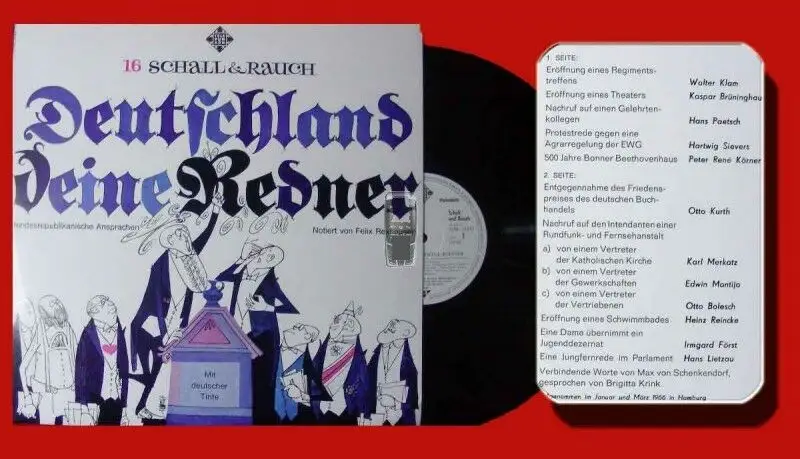 16 SCHALL & RAUCH
Deutschland
Deine Redner
bundesrepublikanische Ansprachen
Notiert von Felix
Mit
deutscher
Tinte
Schall
und Rauch
1. SEITE:
Eröffnung eines Regiments-
treffens Walter Klam
Eröffnung eines Theaters Kaspar Brüninghau
Nachruf auf einen Gelehrten-
kollegen Hans Paetsch
Protestrede gegen eine
Agrarregelung der EWG Hartwig Sievers
500 Jahre Bonner Beethovenhaus Peter René Körner
2. SEITE:
Entgegennahme des Friedens-
preises des deutschen Buch-
handels Otto Kurth
Nachruf auf den Intendanten einer
Rundfunk- und Fernsehanstalt
a) von einem Vertreter
der Katholischen Kirche Karl Merkatz
b) von einem Vertreter
der Gewerkschaften Edwin Montijo
c) von einem Vertreter
der Vertriebenen Otto Bolesch
Eröffnung eines Schwimmbades Heinz Reincke
Eine Dame übernimmt ein
Jugenddezernat Irmgard Först
Eine Jungfernrede im Parlament Hans Lietzau
Verbindende Worte von Max von Schenkendorf,
gesprochen von Brigitta Krink.
genommen im Januar und März 1966 in Hamburg